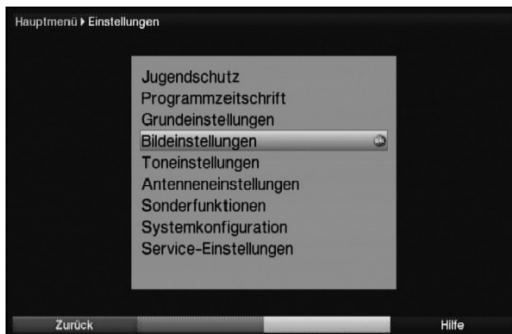 Hauptmenü ▸ Einstellungen
Jugendschutz
Programmzeitschrift
Grundeinstellungen
Bildeinstellungen
Toneinstellungen
Antenneneinstellungen
Sonderfunktionen
Systemkonfiguration
Service-Einstellungen
Zurück Hilfe